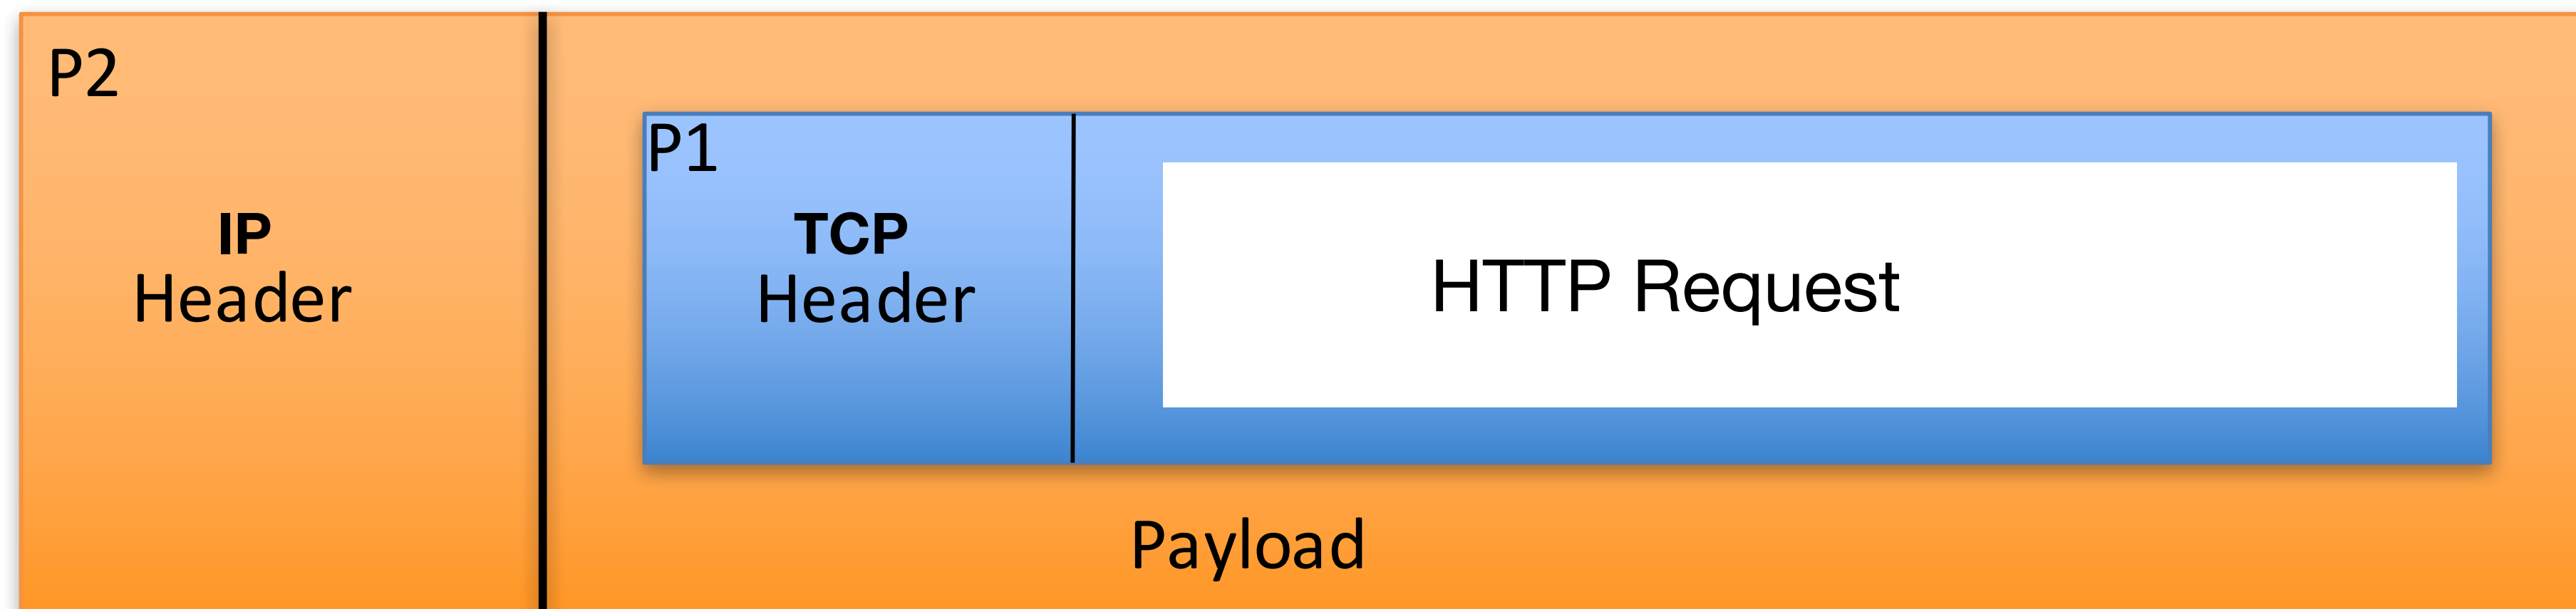 P2
IP
Header
P1
TCP
Header
HTTP Request
Payload